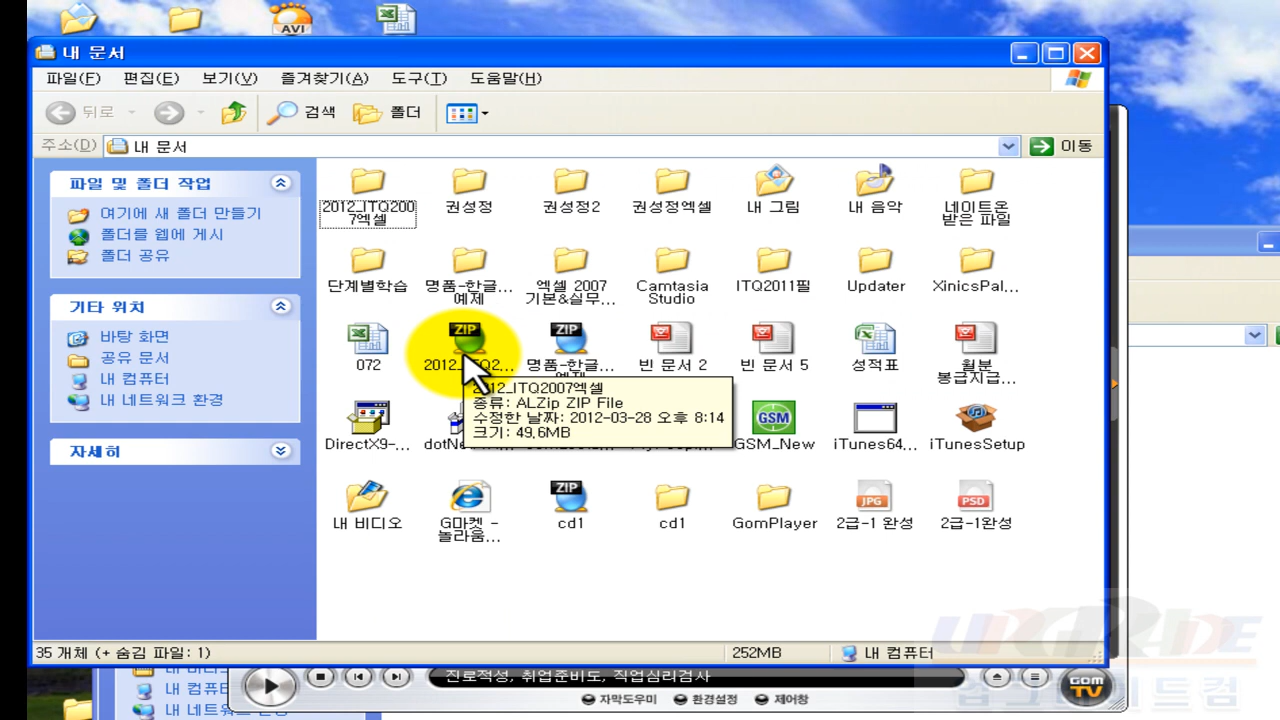 AVI
내 문서
파일(F) 편집(E) 보기(V) 즐겨찾기(A) 도구(T) 도움말(H)
뒤로 검색 폴더
주소(D) 내 문서 이동
파일 및 폴더 작업
여기에 새 폴더 만들기
폴더를 웹에 게시
폴더 공유
기타 위치
바탕 화면
공유 문서
내 컴퓨터
내 네트워크 환경
자세히
2012_ITQ200
7엑셀
권성정
권성정2
권성정엑셀
내 그림
내 음악
네이트온
받은 파일
단계별학습
명품-한글...
예제
엑셀 2007
기본&실무...
Camtasia
Studio
ITQ2011필
Updater
XinicsPal...
072
ZIP
2012_ITQ2...
ZIP
명품-한글...
빈 문서 2
빈 문서 5
성적표
월분
봉급지급...
2012_ITQ2007엑셀
종류: ALZip ZIP File
수정한 날짜: 2012-03-28 오후 8:14
크기: 49,6MB
DirectX9-...
GSM
GSM_New
iTunes64...
iTunesSetup
내 비디오
G마켓 -
놀라움...
ZIP
cd1
cd1
GomPlayer
JPG
2급-1 완성
PSD
2급-1완성
35 개체 (+ 숨김 파일: 1) 252MB 내 컴퓨터
진로적성, 취업준비도, 직업심리검사
자막도우미 환경설정 제어창
GOM
TV
UPGRADE
컴그레이드컴